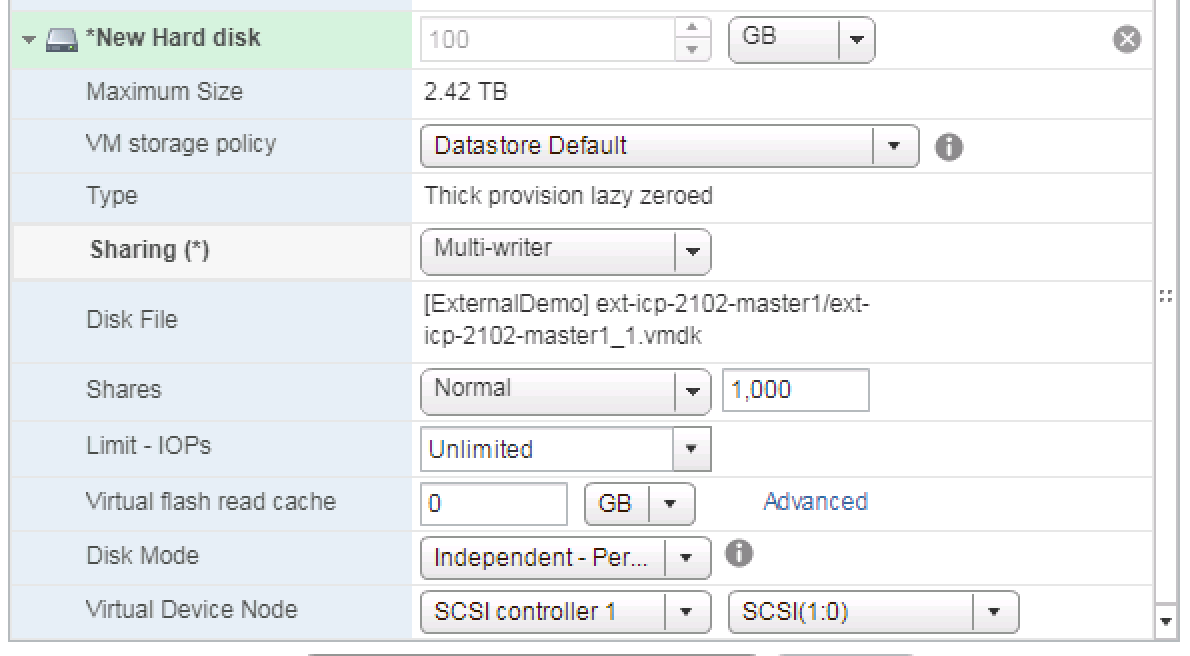 *New Hard disk 100 GB
Maximum Size 2.42 TB
VM storage policy Datastore Default
Type Thick provision lazy zeroed
Sharing (*) Multi-writer
Disk File [ExternalDemo] ext-icp-2102-master1/ext-
icp-2102-master1_1.vmdk
Shares Normal 1,000
Limit - IOPs Unlimited
Virtual flash read cache 0 GB Advanced
Disk Mode Independent - Per...
Virtual Device Node SCSI controller 1 SCSI(1:0)